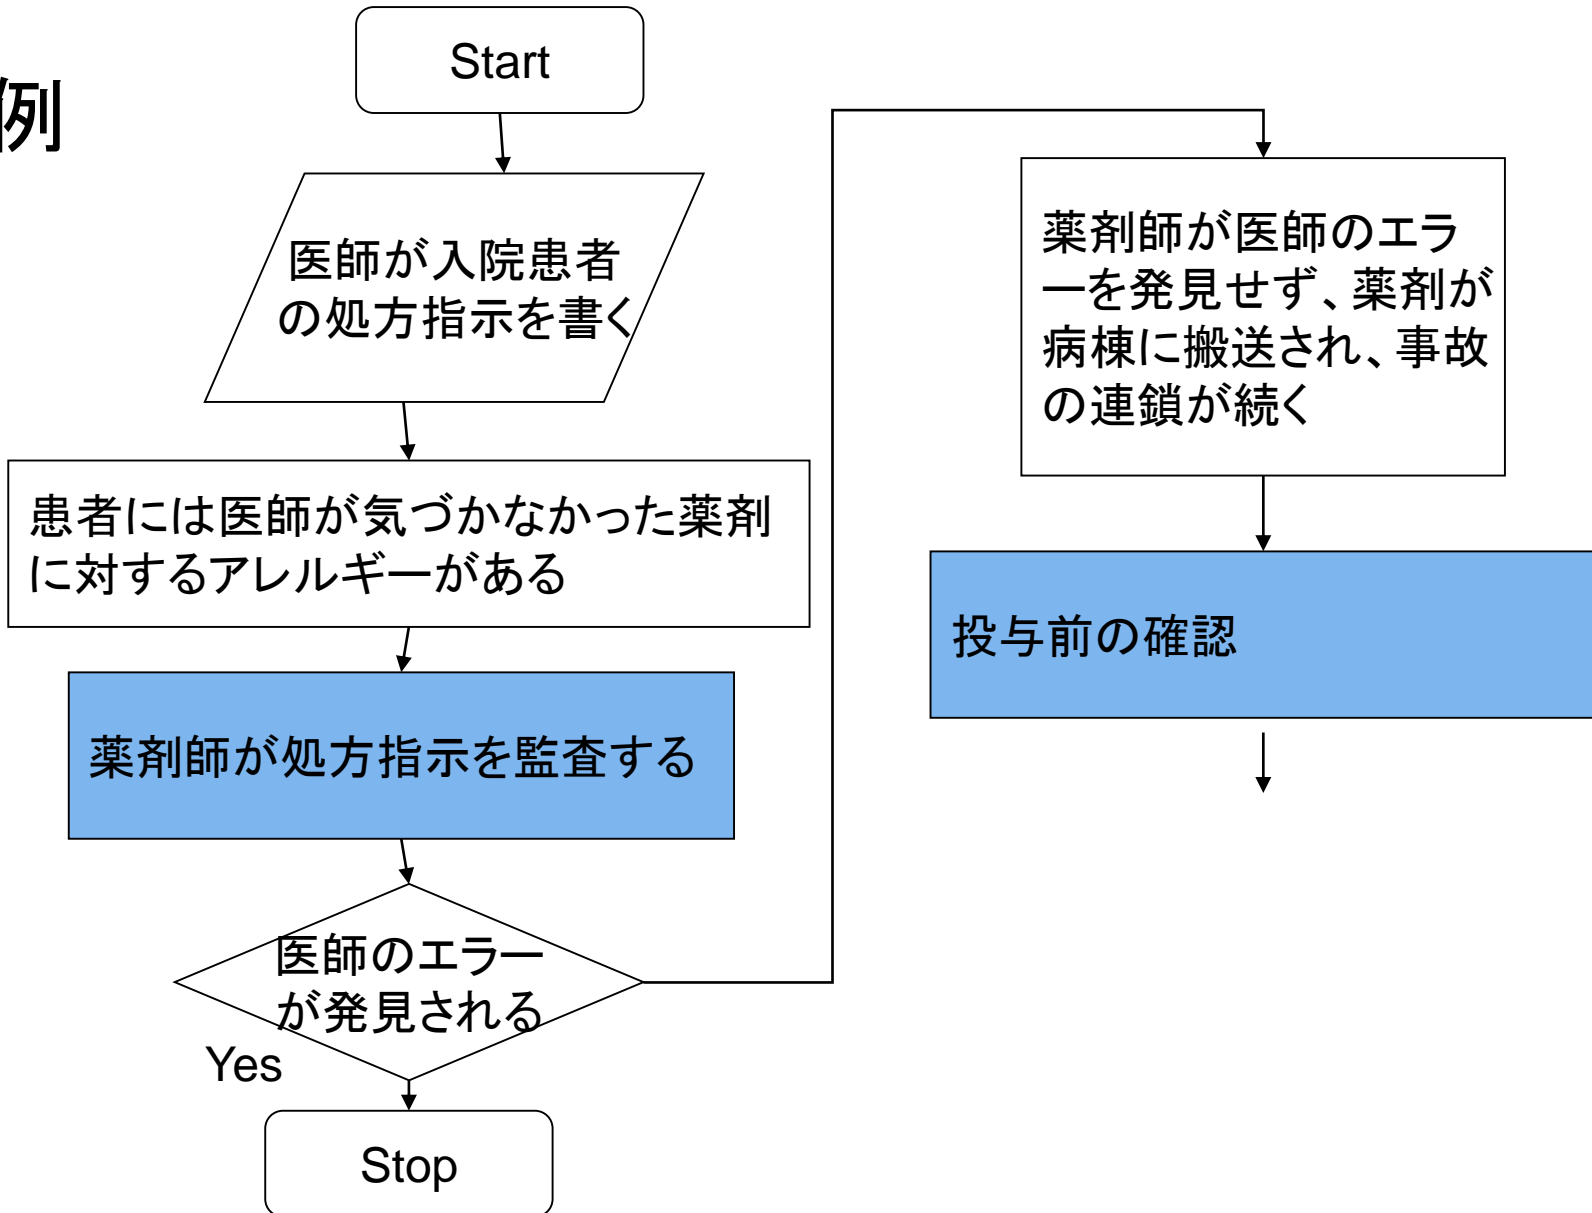 例
Start
医師が入院患者
の処方指示を書く
患者には医師が気づかなかった薬剤
に対するアレルギーがある
薬剤師が処方指示を監査する
医師のエラー
が発見される
Yes
Stop
薬剤師が医師のエラ
ーを発見せず、薬剤が
病棟に搬送され、事故
の連鎖が続く
投与前の確認